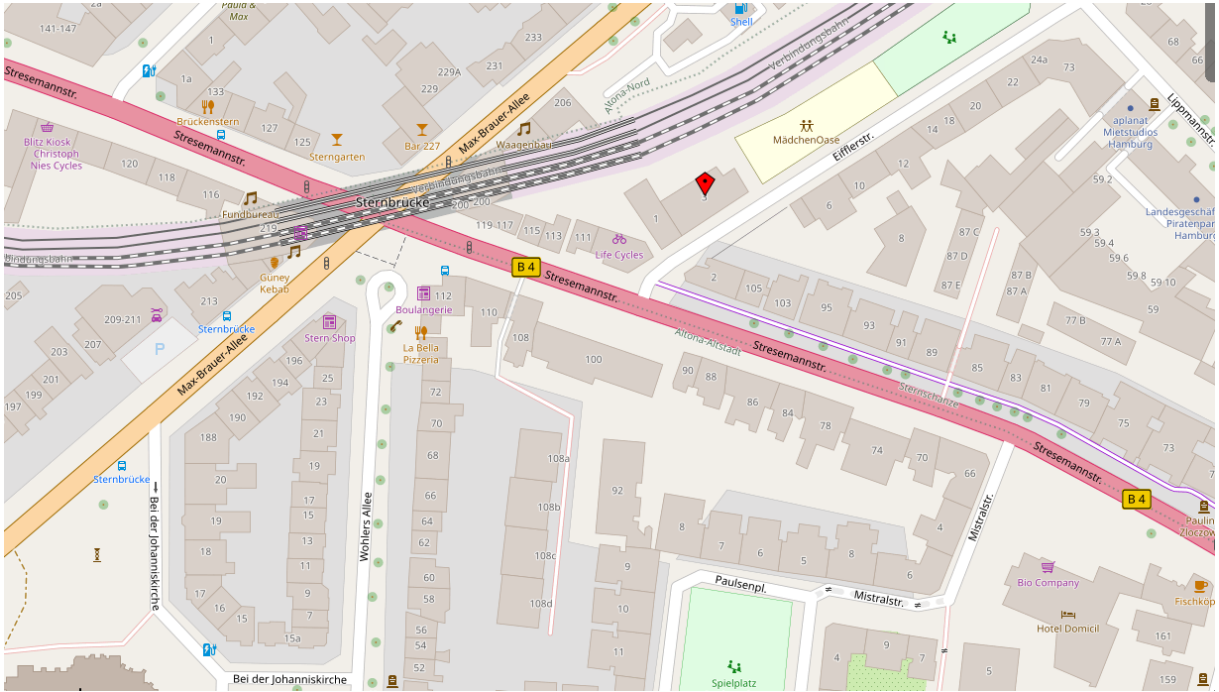 Paula &
Max
Shell
141-147
1
233
68
Verbindungsbahn
231
229A
24a
73
66
1a
133
229
22
Stresemannstr.
Altona-Nord
206
20
Lippmannstr.
Brückenstern
18
aplanat
Mietstudios
Hamburg
127
125
Sterngarten
Bar 227
Max-Brauer-Allee
Waagenbau
MädchenOase
14
Blitz Kiosk
Christoph
Nies Cycles
Stresemannstr.
Eifflerstr.
120
12
118
Verbindungsbahn
59.2
116
10
Sternbrücke
200
200
3
6
Fundbureau
219
1
Landesgeschäf
Piratenpar
Hamburg
119-117
115
113
111
87 C
59.3
8
59.4
Life Cycles
87 D
59.6
bindungsbahn
B 4
59.8
59 10
Güney
Kebab
2
87 B
205
213
112
Stresemannstr.
105
87 E
87 A
Boulangerie
110
103
95
209-211
Sternbrücke
93
77 B
Stern-Shop
108
Altona-Altstadt
91
77 A
203
207
P
La Bella
Pizzeria
Stresemannstr.
89
196
100
85
Max-Brauer-Allee
90
88
83
201
25
81
199
194
72
Sternschanze
79
197
192
23
86
190
70
84
75
188
21
78
73
68
74
70
Stresemannstr.
108a
19
66
Sternbrücke
20
92
B 4
66
17
108b
15
19
64
8
4
Mistralstr.
Bei der Johanniskirche
Wohlers Allee
13
62
7
6
5
8
18
108c
11
9
6
60
Paulsenpl.
Bio Company
17
9
58
Mistralstr.
16
108d
10
15
7
56
Hotel Domicil
15a
54
161
11
4
9
7
52
5
Spielplatz
159
Bei der Johanniskirche